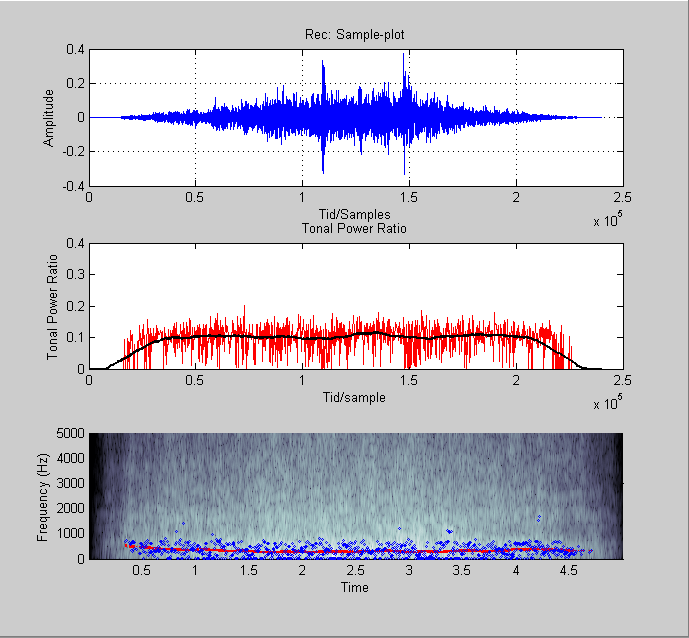 Rec: Sample-plot
0.4
0.2
0
-0.2
-0.4
Amplitude
0 0.5 1 1.5 2 2.5
Tid/Samples
x 10^5
Tonal Power Ratio
0.4
0.3
0.2
0.1
0
Tonal Power Ratio
0 0.5 1 1.5 2 2.5
Tid/sample
x 10^5
5000
4000
3000
2000
1000
0
Frequency (Hz)
0.5 1 1.5 2 2.5 3 3.5 4 4.5
Time